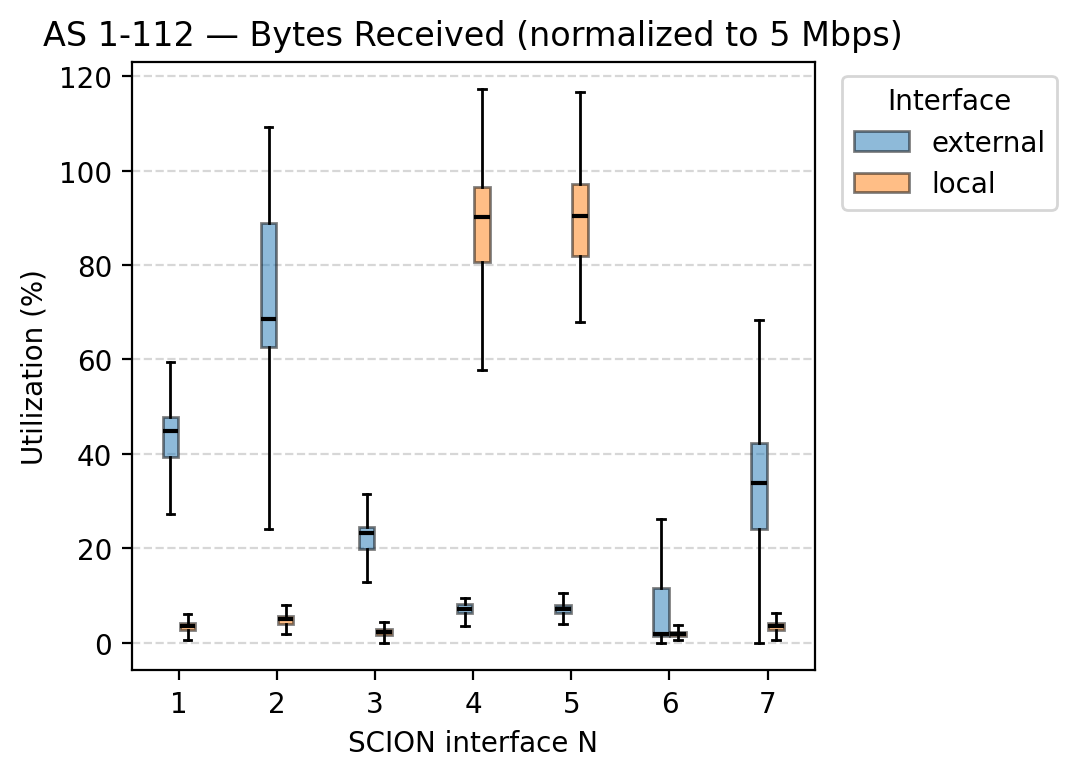 AS 1-112 — Bytes Received (normalized to 5 Mbps)
Interface
external
local
Utilization (%)
120
100
80
60
40
20
0
1 2 3 4 5 6 7
SCION interface N